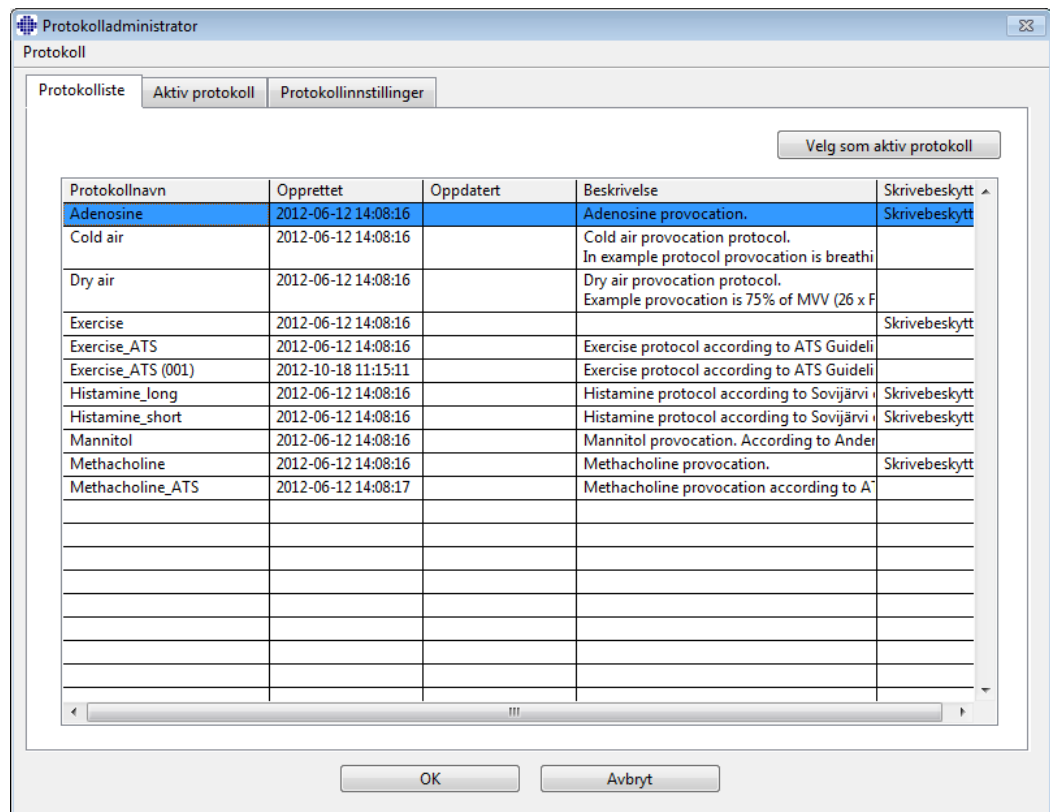 Protokolladministrator
Protokoll
Protokolliste Aktiv protokoll Protokollinnstillinger
Velg som aktiv protokoll
Protokollnavn Opprettet Oppdatert Beskrivelse Skrivebeskytt
Adenosine 2012-06-12 14:08:16 Adenosine provocation. Skrivebeskytt
Cold air 2012-06-12 14:08:16 Cold air provocation protocol.
In example protocol provocation is breathi
Dry air 2012-06-12 14:08:16 Dry air provocation protocol.
Example provocation is 75% of MVV (26 x F
Exercise 2012-06-12 14:08:16 Skrivebeskytt
Exercise_ATS 2012-06-12 14:08:16 Exercise protocol according to ATS Guideli
Exercise_ATS (001) 2012-10-18 11:15:11 Exercise protocol according to ATS Guideli
Histamine_long 2012-06-12 14:08:16 Histamine protocol according to Sovijärvi Skrivebeskytt
Histamine_short 2012-06-12 14:08:16 Histamine protocol according to Sovijärvi Skrivebeskytt
Mannitol 2012-06-12 14:08:16 Mannitol provocation. According to Ander
Methacholine 2012-06-12 14:08:16 Methacholine provocation. Skrivebeskytt
Methacholine_ATS 2012-06-12 14:08:17 Methacholine provocation according to
OK Avbryt